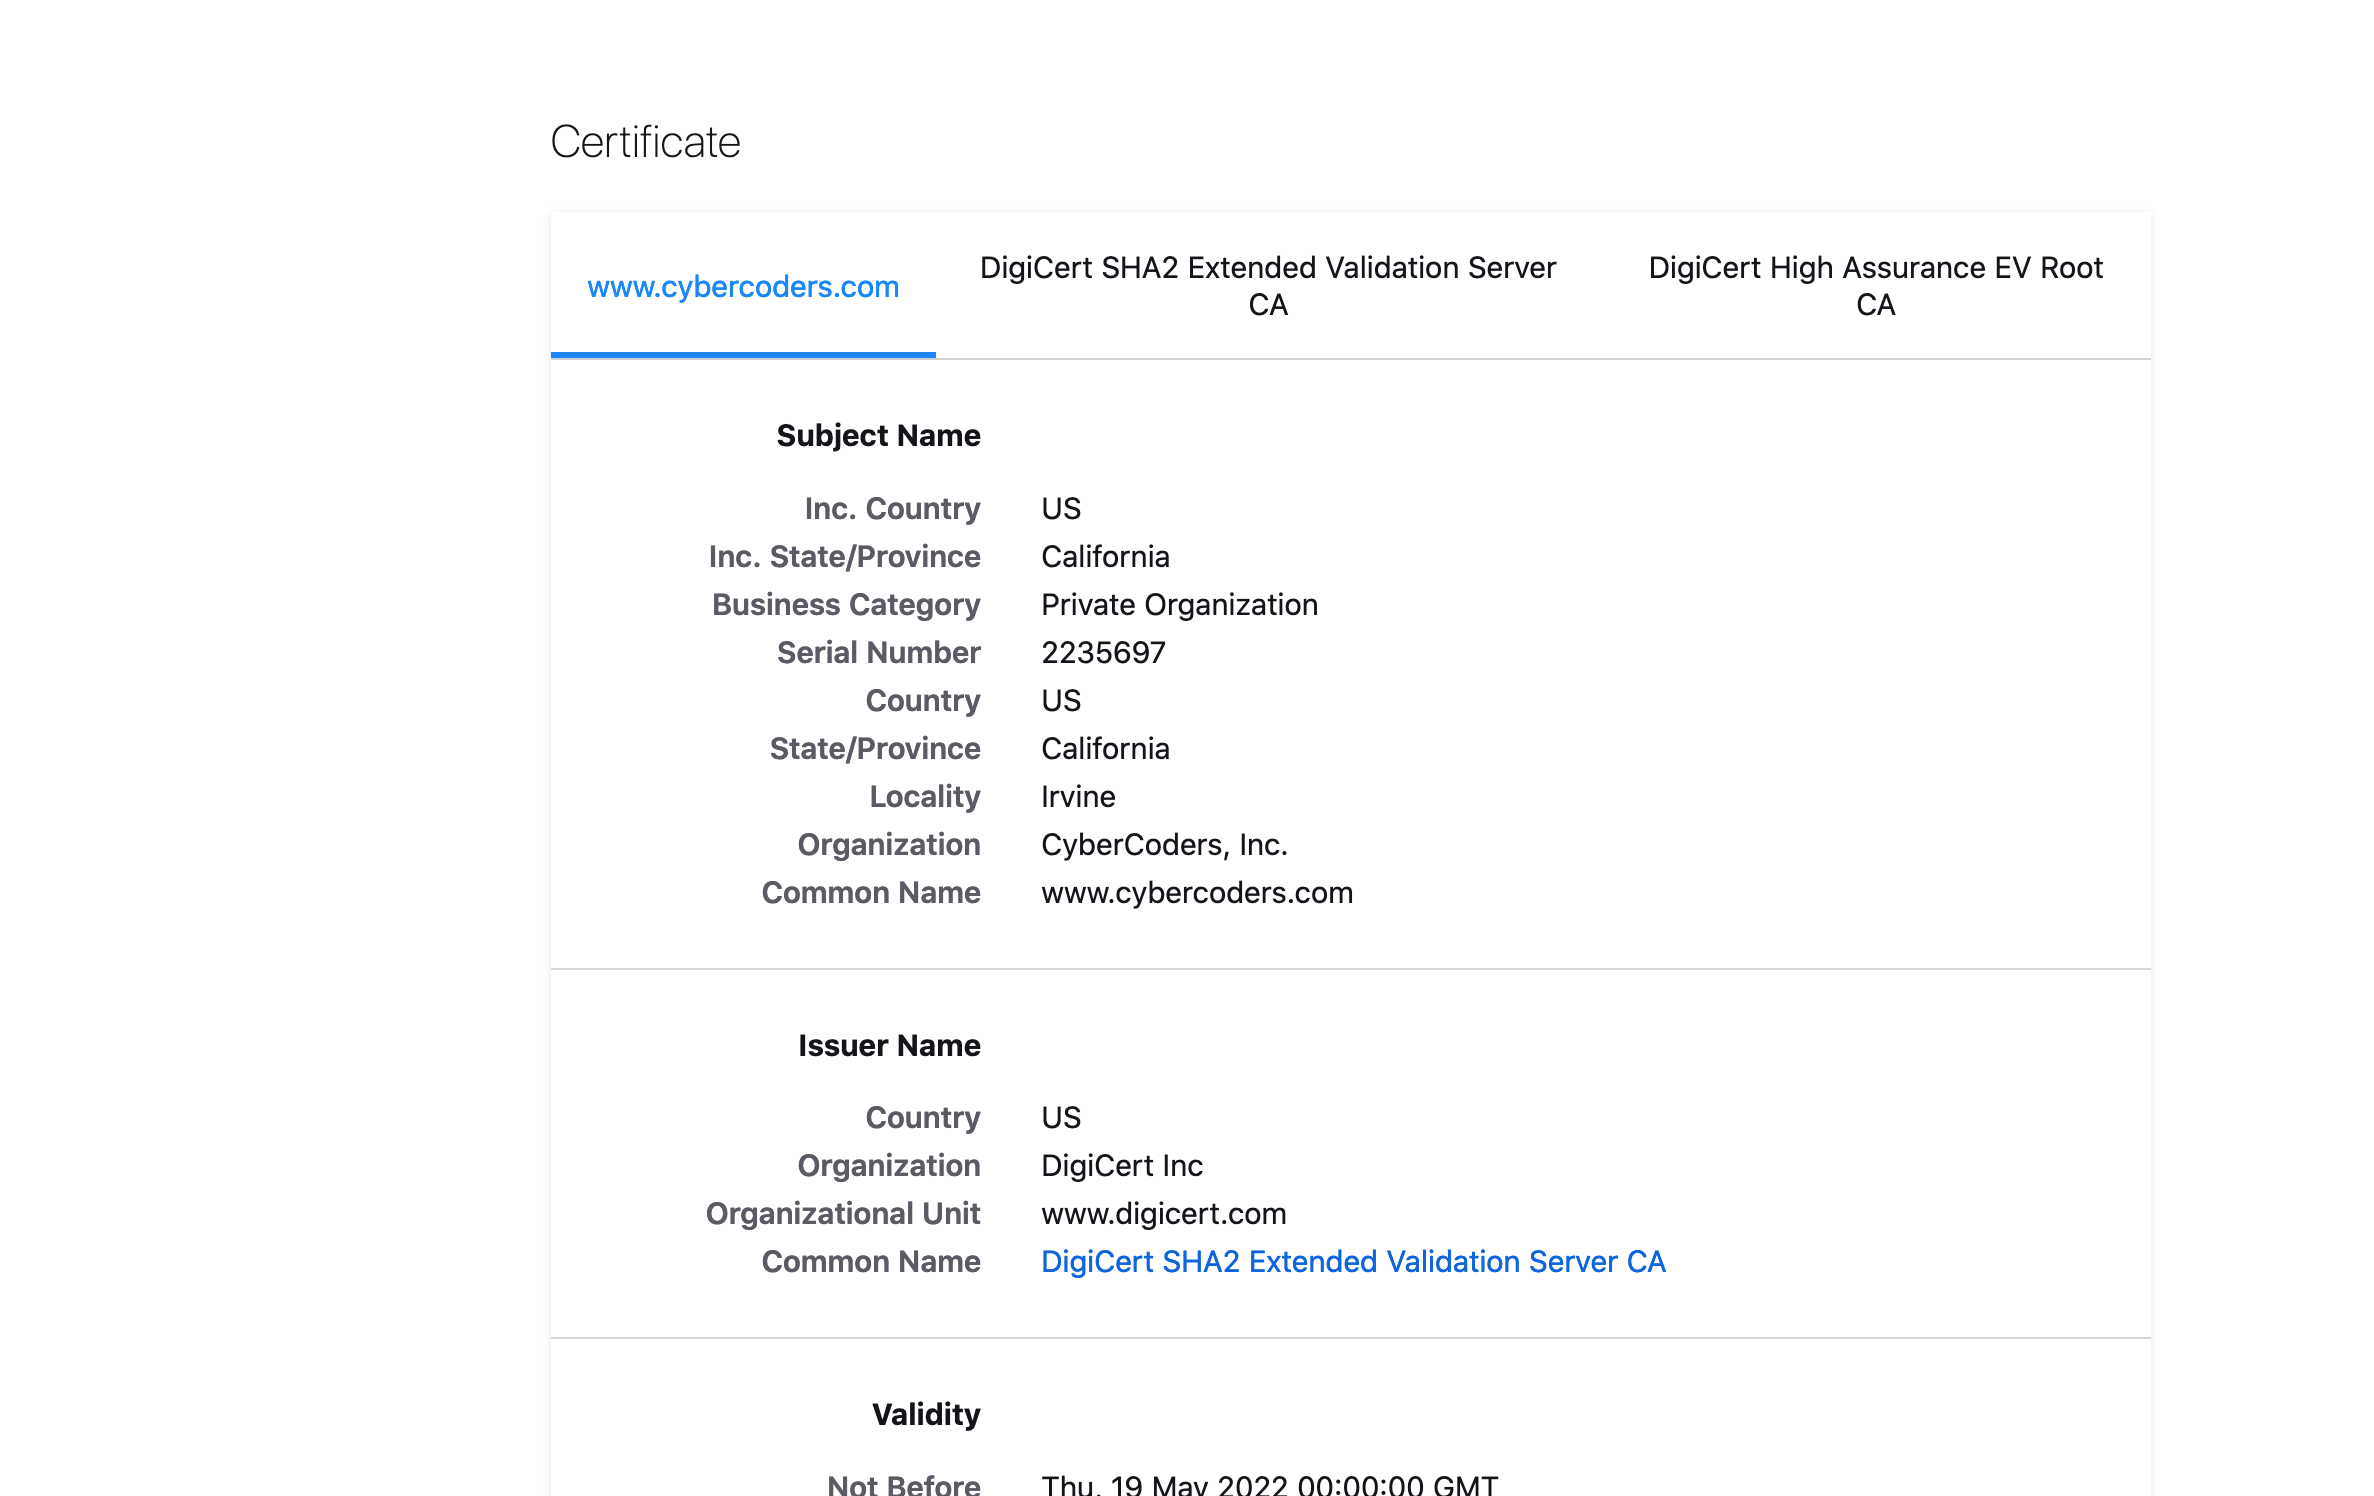 Certificate
www.cybercoders.com
DigiCert SHA2 Extended Validation Server
CA
DigiCert High Assurance EV Root
CA
Subject Name
Inc. Country US
Inc. State/Province California
Business Category Private Organization
Serial Number 2235697
Country US
State/Province California
Locality Irvine
Organization CyberCoders, Inc.
Common Name www.cybercoders.com
Issuer Name
Country US
Organization DigiCert Inc
Organizational Unit www.digicert.com
Common Name DigiCert SHA2 Extended Validation Server CA
Validity
Not Before Thu, 19 May 2022 00:00:00 GMT